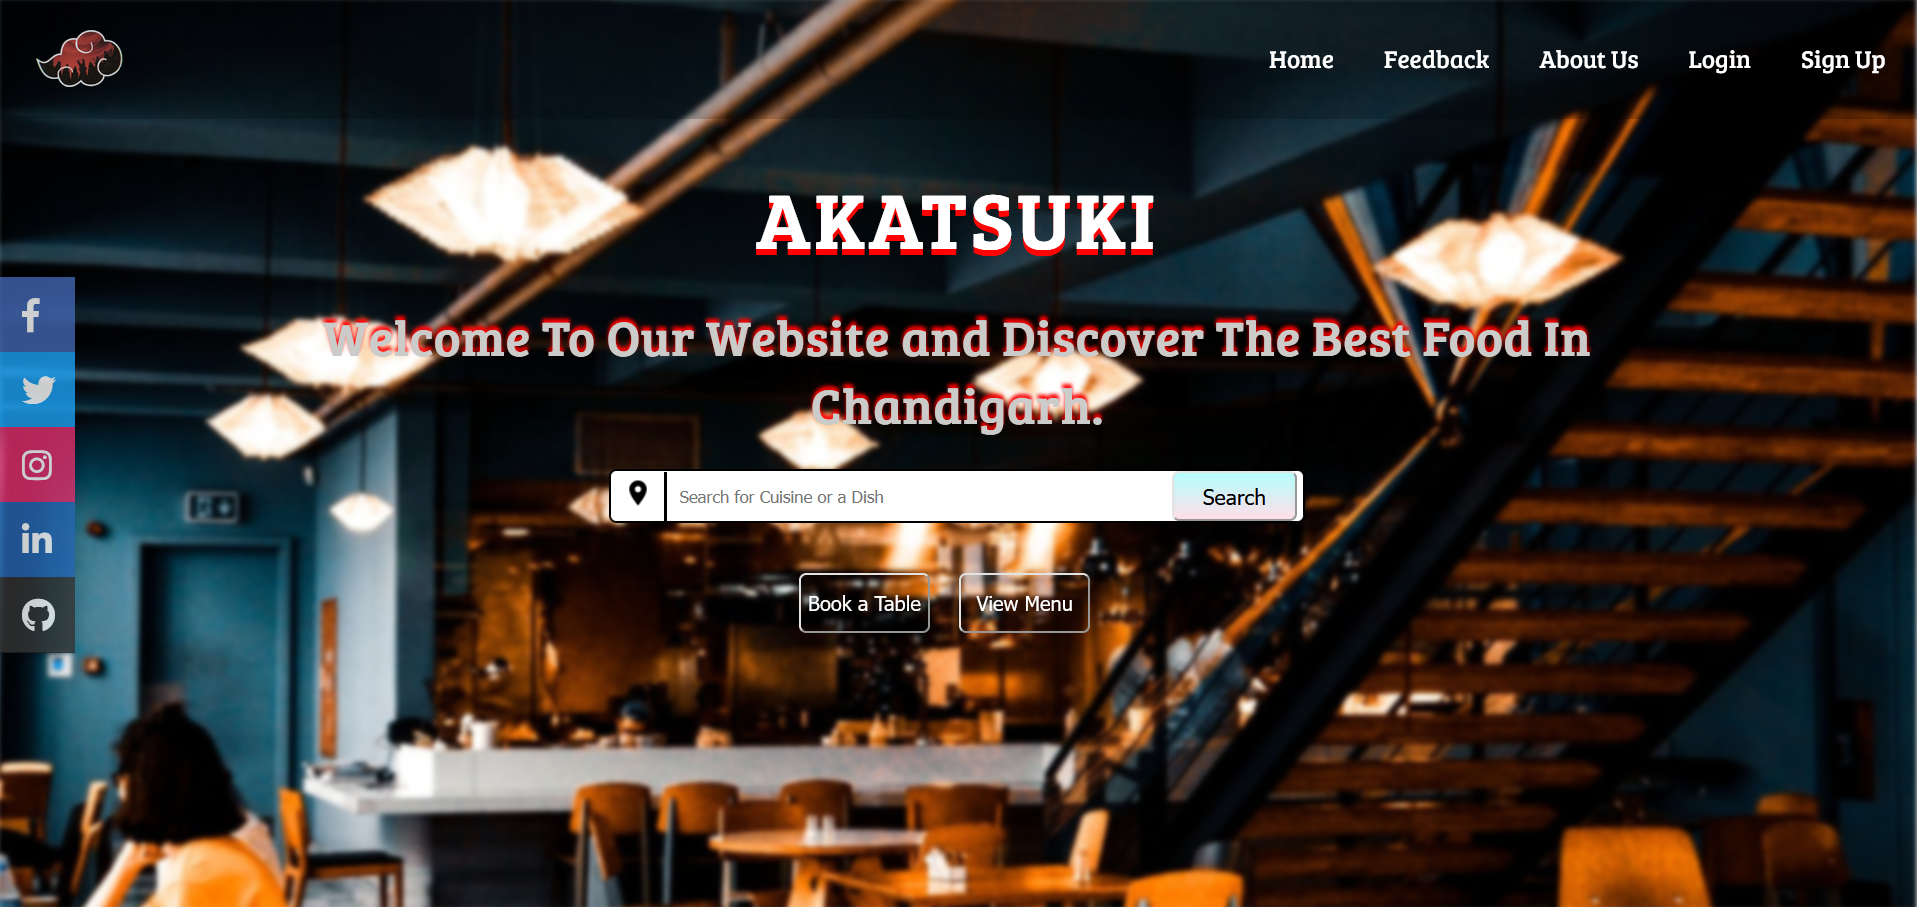 Home Feedback About Us Login Sign Up
AKATSUKI
Welcome To Our Website and Discover The Best Food In
Chandigarh.
Search for Cuisine or a Dish Search
Book a Table View Menu